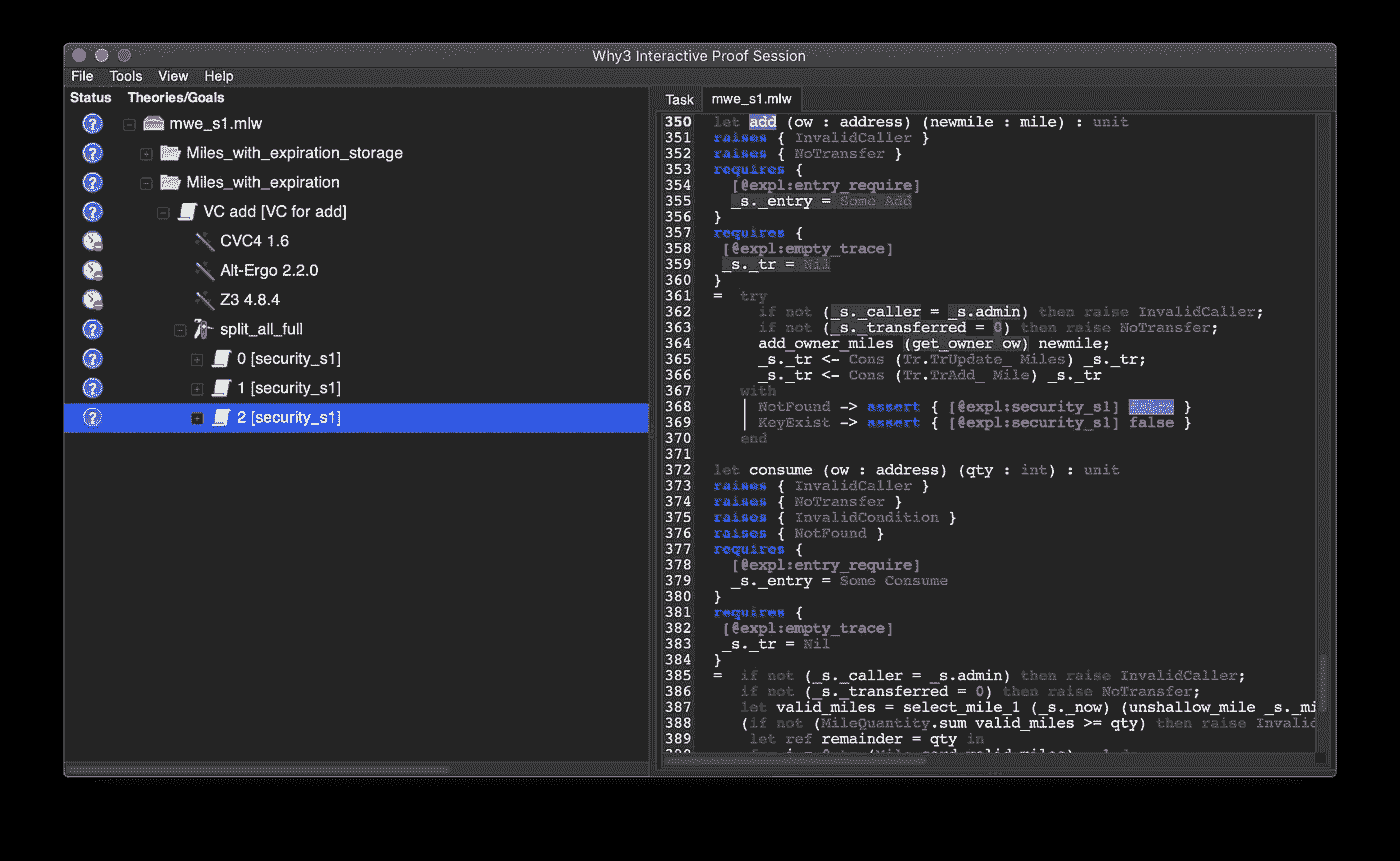 Why3 Interactive Proof Session
File Tools View Help
Status Theories/Goals
mwe_s1.mlw
Miles_with_expiration_storage
Miles_with_expiration
VC add [VC for add]
CVC4 1.6
Alt-Ergo 2.2.0
Z3 4.8.4
split_all_full
0 [security_s1]
1 [security_s1]
2 [security_s1]
Task mwe_s1.mlw
350 let add (ow : address) (newmile : mile) : unit
351 raises { InvalidCaller }
352 raises { NoTransfer }
353 requires {
354 [@expl:entry_require]
355 _s._entry = Some Add
356 }
357 requires {
358 [@expl:empty_trace]
359 _s._tr = Nil
360 }
361 = try
362 if not (_s._caller = _s.admin) then raise InvalidCaller;
363 if not (_s._transferred = 0) then raise NoTransfer;
364 add_owner_miles (get_owner ow) newmile;
365 _s._tr <- Cons (Tr.TrUpdate_ Miles) _s._tr;
366 _s._tr <- Cons (Tr.TrAdd_ Mile) _s._tr
367 with
368 | NotFound -> assert { [@expl:security_s1] }
369 | KeyExist -> assert { [@expl:security_s1] false }
370 end
371
372 let consume (ow : address) (qty : int) : unit
373 raises { InvalidCaller }
374 raises { NoTransfer }
375 raises { InvalidCondition }
376 raises { NotFound }
377 requires {
378 [@expl:entry_require]
379 _s._entry = Some Consume
380 }
381 requires {
382 [@expl:empty_trace]
383 _s._tr = Nil
384 }
385 = if not (_s._caller = _s.admin) then raise InvalidCaller;
386 if not (_s._transferred = 0) then raise NoTransfer;
387 let valid_miles = select_mile_1 (_s._now) (unshallow_mile _s._mi
388 (if not (MileQuantity.sum valid_miles >= qty) then raise Invalid
389 let ref remainder = qty in